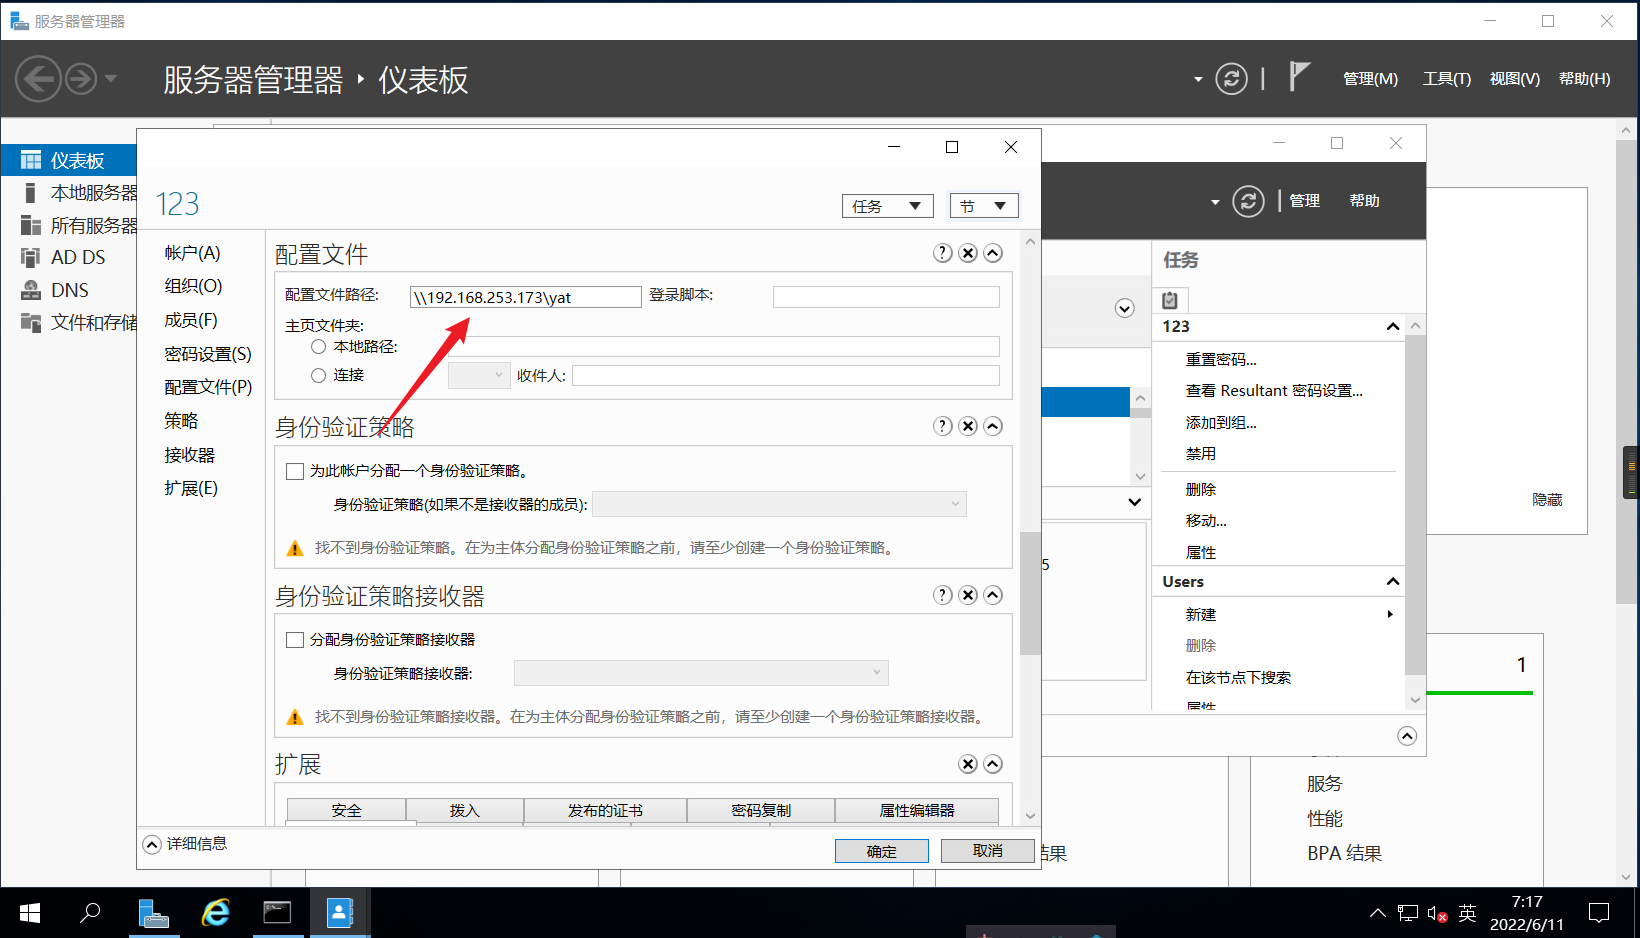 服务器管理器
服务器管理器 仪表板
管理(M) 工具(T) 视图(V) 帮助(H)
仪表板
本地服务器
所有服务器
AD DS
DNS
文件和存储
123
任务
节
帐户(A)
组织(O)
成员(F)
密码设置(S)
配置文件(P)
策略
接收器
扩展(E)
配置文件
配置文件路径: \\192.168.253.173\yat 登录脚本:
主页文件夹:
本地路径:
连接 收件人:
身份验证策略
为此帐户分配一个身份验证策略。
身份验证策略(如果不是接收器的成员):
找不到身份验证策略。在为主体分配身份验证策略之前，请至少创建一个身份验证策略。
身份验证策略接收器
分配身份验证策略接收器
身份验证策略接收器:
找不到身份验证策略接收器。在为主体分配身份验证策略之前，请至少创建一个身份验证策略接收器。
扩展
安全 拨入 发布的证书 密码复制 属性编辑器
详细信息
确定 取消
管理 帮助
任务
123
重置密码...
查看 Resultant 密码设置...
添加到组...
禁用
删除
移动...
属性
Users
新建
删除
在该节点下搜索
属性
5
隐藏
1
服务
性能
BPA 结果
结果
英
7:17
2022/6/11